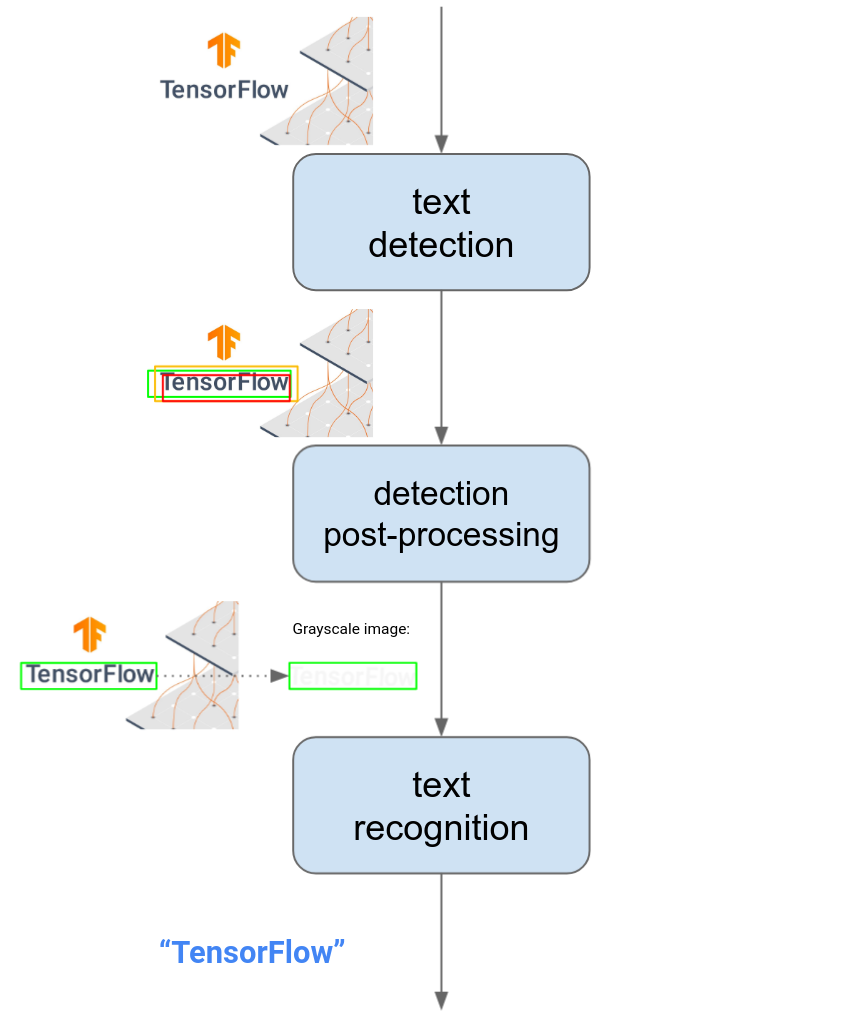 TensorFlow
text
detection
TensorFlow
detection
post-processing
Grayscale image:
TensorFlow
TensorFlow
text
recognition
“TensorFlow”